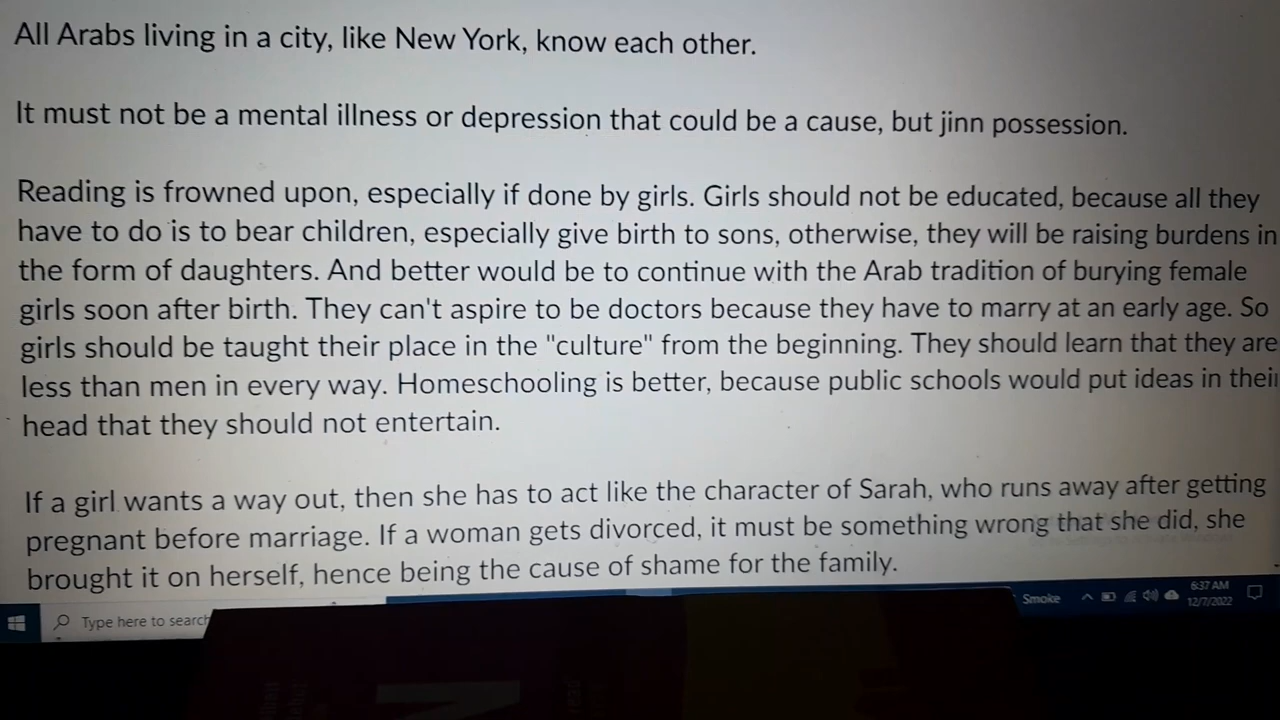 All Arabs living in a city, like New York, know each other.
It must not be a mental illness or depression that could be a cause, but jinn possession.
Reading is frowned upon, especially if done by girls. Girls should not be educated, because all they
have to do is to bear children, especially give birth to sons, otherwise, they will be raising burdens in
the form of daughters. And better would be to continue with the Arab tradition of burying female
girls soon after birth. They can't aspire to be doctors because they have to marry at an early age. So
girls should be taught their place in the "culture" from the beginning. They should learn that they are
less than men in every way. Homeschooling is better, because public schools would put ideas in their
head that they should not entertain.
If a girl wants a way out, then she has to act like the character of Sarah, who runs away after getting
pregnant before marriage. If a woman gets divorced, it must be something wrong that she did, she
brought it on herself, hence being the cause of shame for the family.
Type here to search
Smoke
6:37 AM
12/7/2022